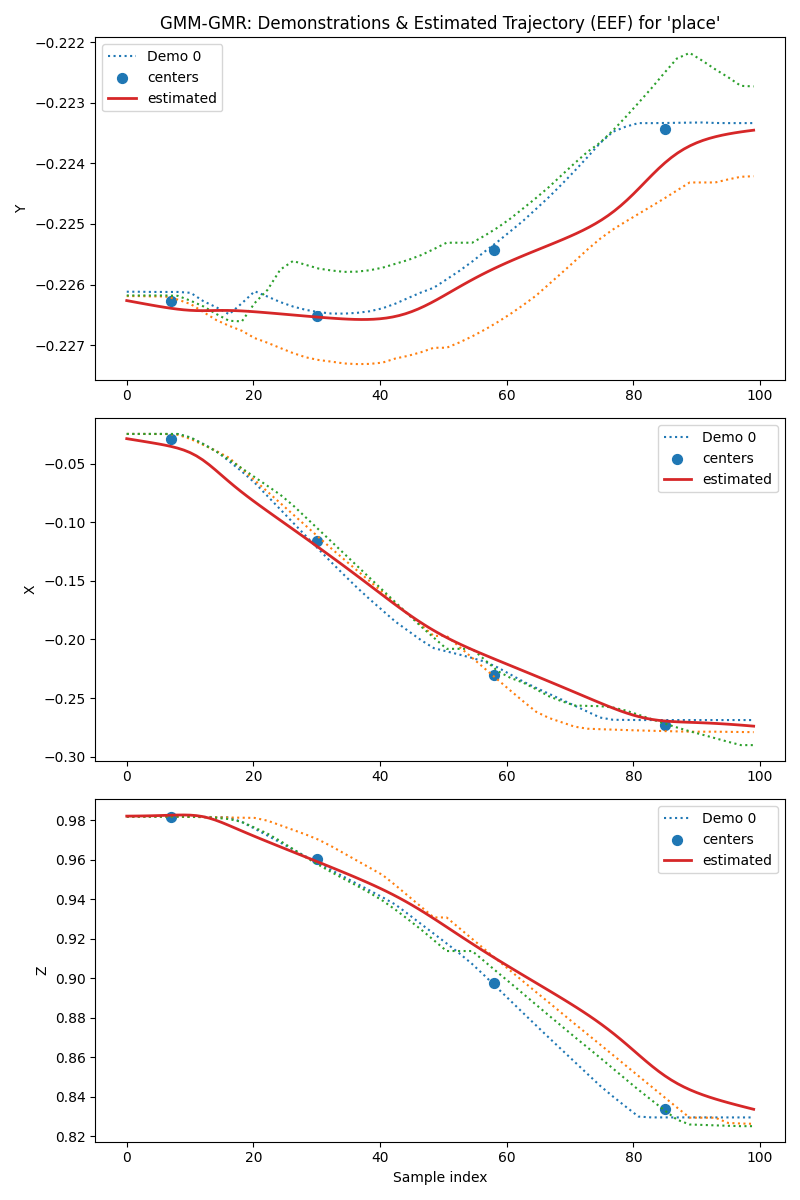 GMM-GMR: Demonstrations & Estimated Trajectory (EEF) for 'place'
−0.222
−0.223
−0.224
−0.225
−0.226
−0.227
Y
Demo 0
centers
estimated
0 20 40 60 80 100
−0.05
−0.10
−0.15
−0.20
−0.25
−0.30
X
Demo 0
centers
estimated
0 20 40 60 80 100
0.98
0.96
0.94
0.92
0.90
0.88
0.86
0.84
0.82
Z
Demo 0
centers
estimated
0 20 40 60 80 100
Sample index